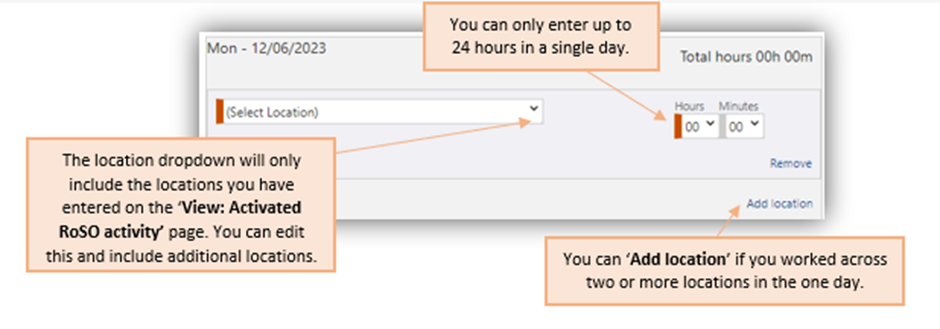 You can only enter up to
24 hours in a single day.
Mon - 12/06/2023
Total hours 00h 00m
(Select Location)
Hours Minutes
00 00
The location dropdown will only
include the locations you have
entered on the ‘View: Activated
RoSO activity’ page. You can edit
this and include additional locations.
Remove
Add location
You can ‘Add location’ if you worked across
two or more locations in the one day.